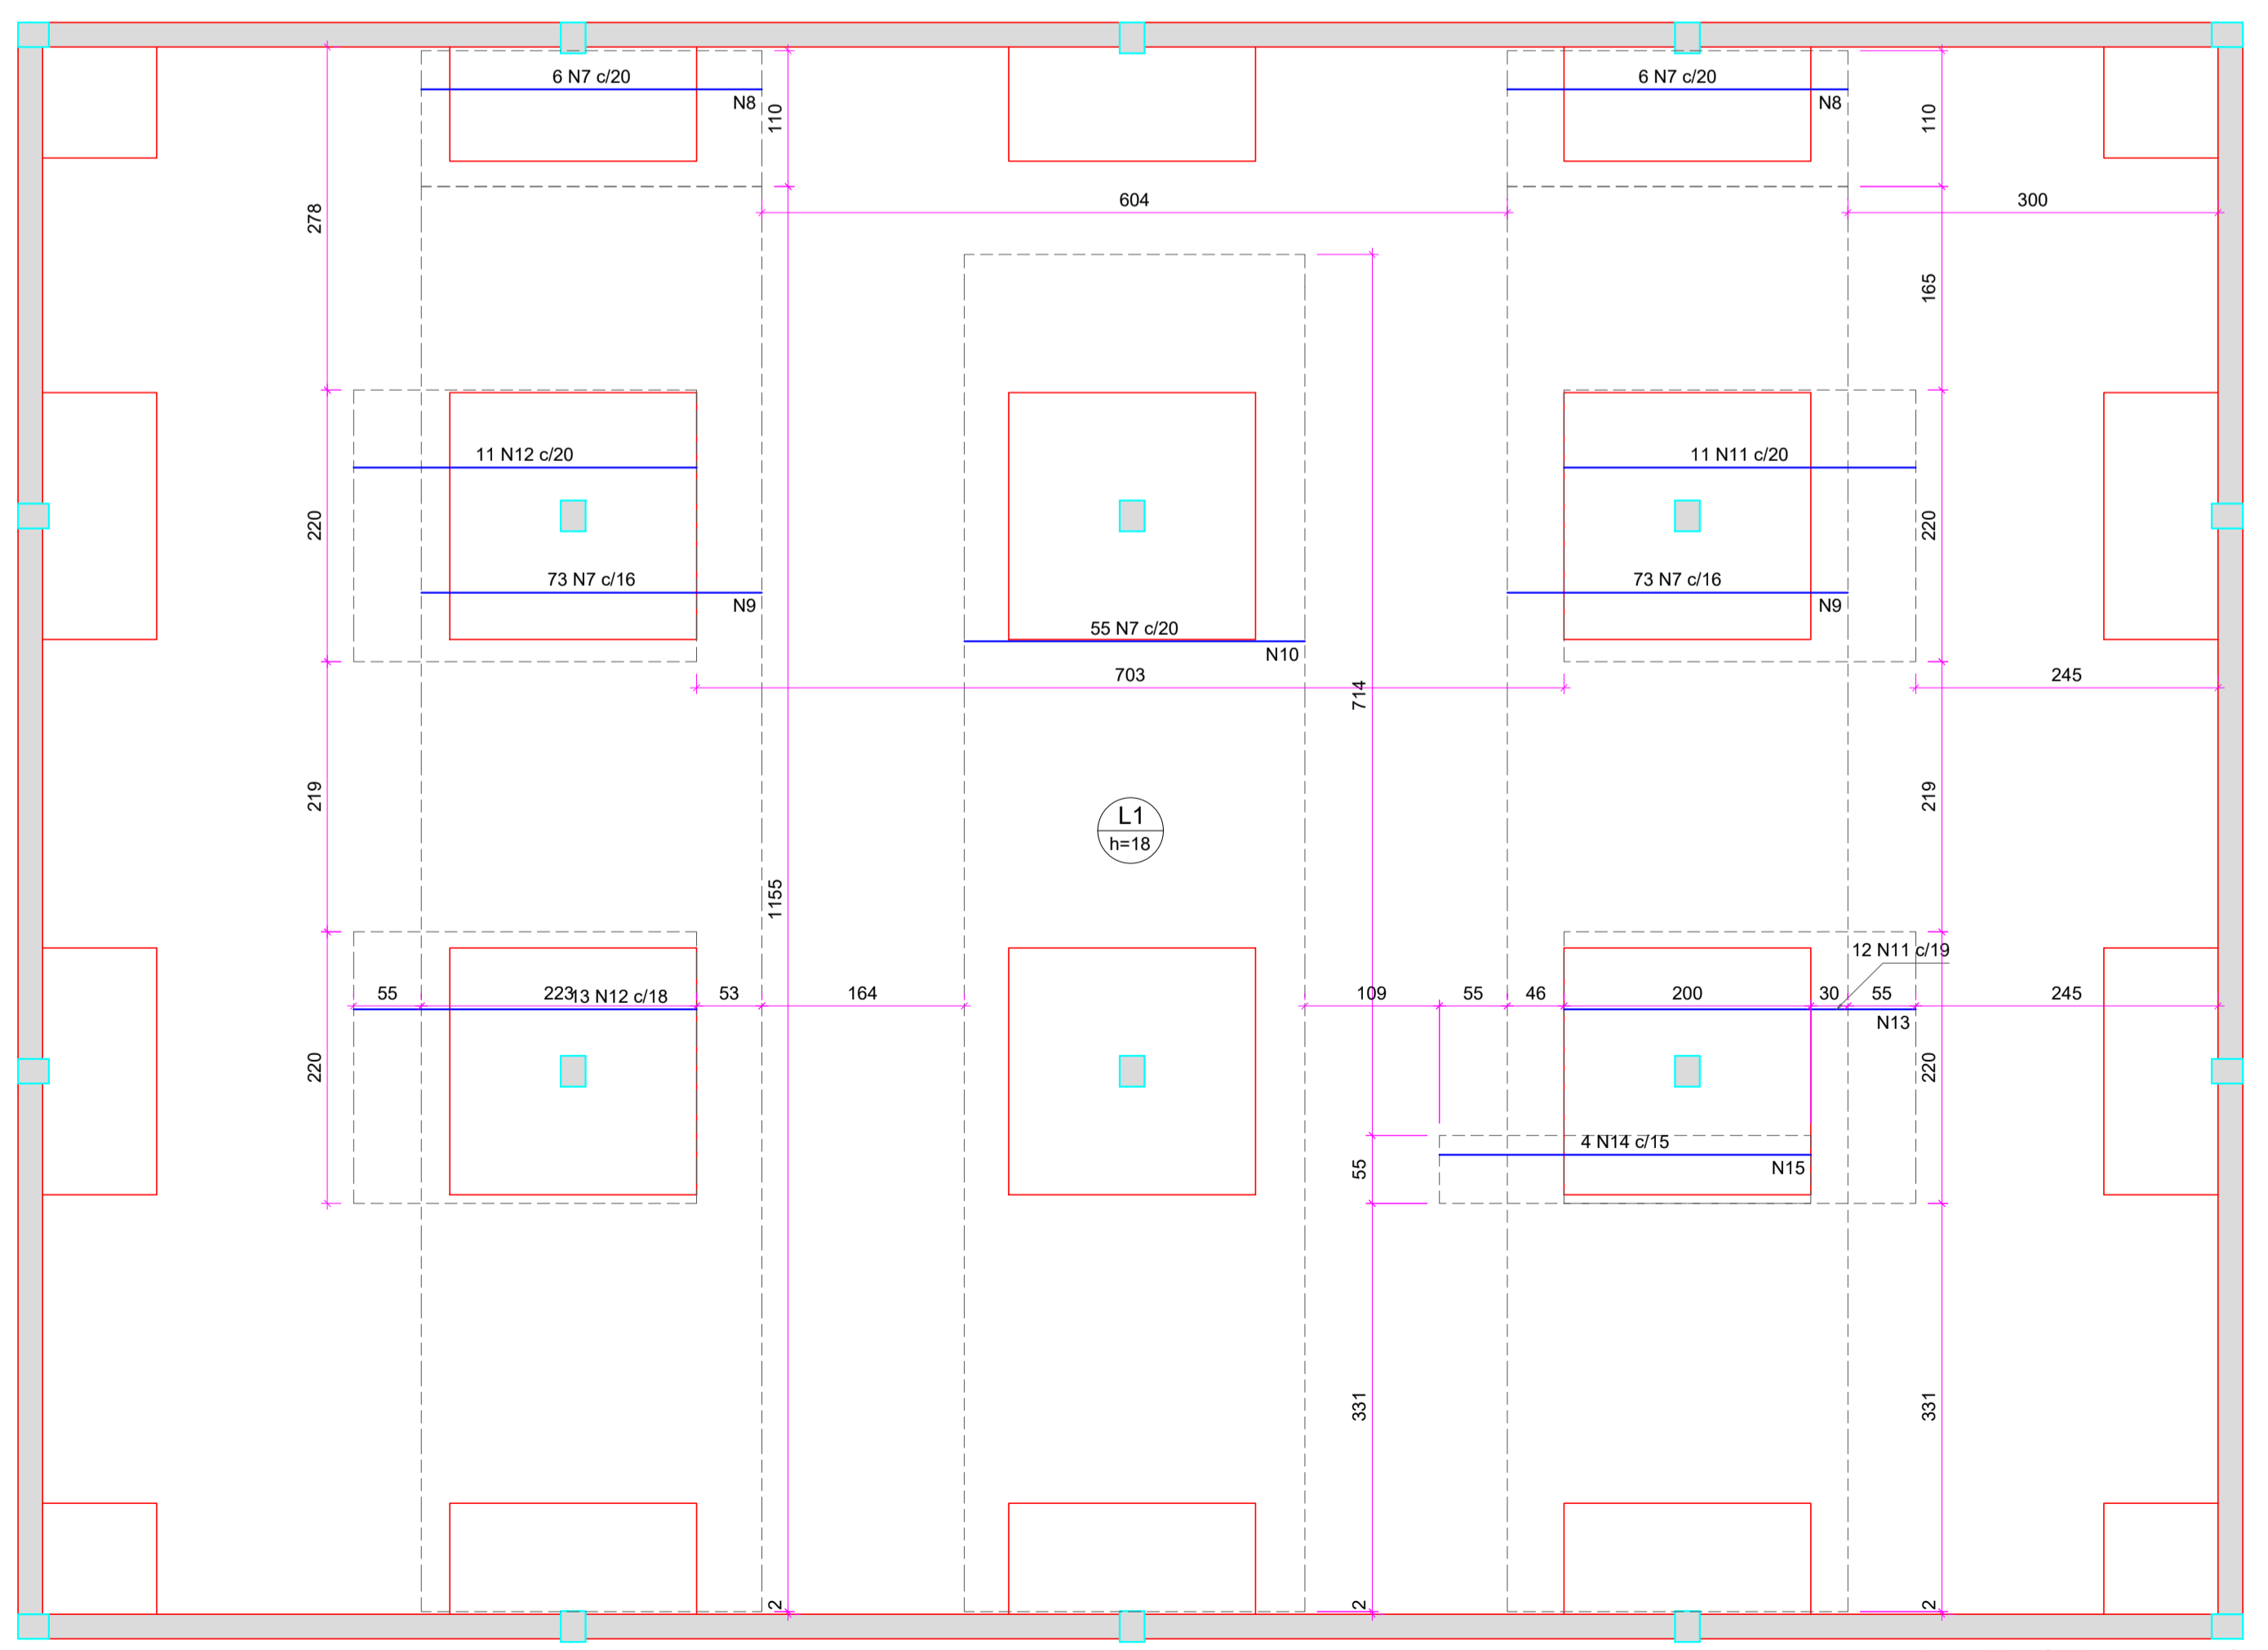 6 N7 c/20
6 N7 c/20
N8
N8
110
110
604
300
278
165
11 N12 c/20
11 N11 c/20
220
220
73 N7 c/16
73 N7 c/16
N9
N9
55 N7 c/20
N10
703
245
714
219
219
L1
h=18
1155
12 N11 c/19
55
223
13 N12 c/18
53
164
109
55
46
200
30
55
245
N13
220
220
4 N14 c/15
N15
55
331
331
2
2
2